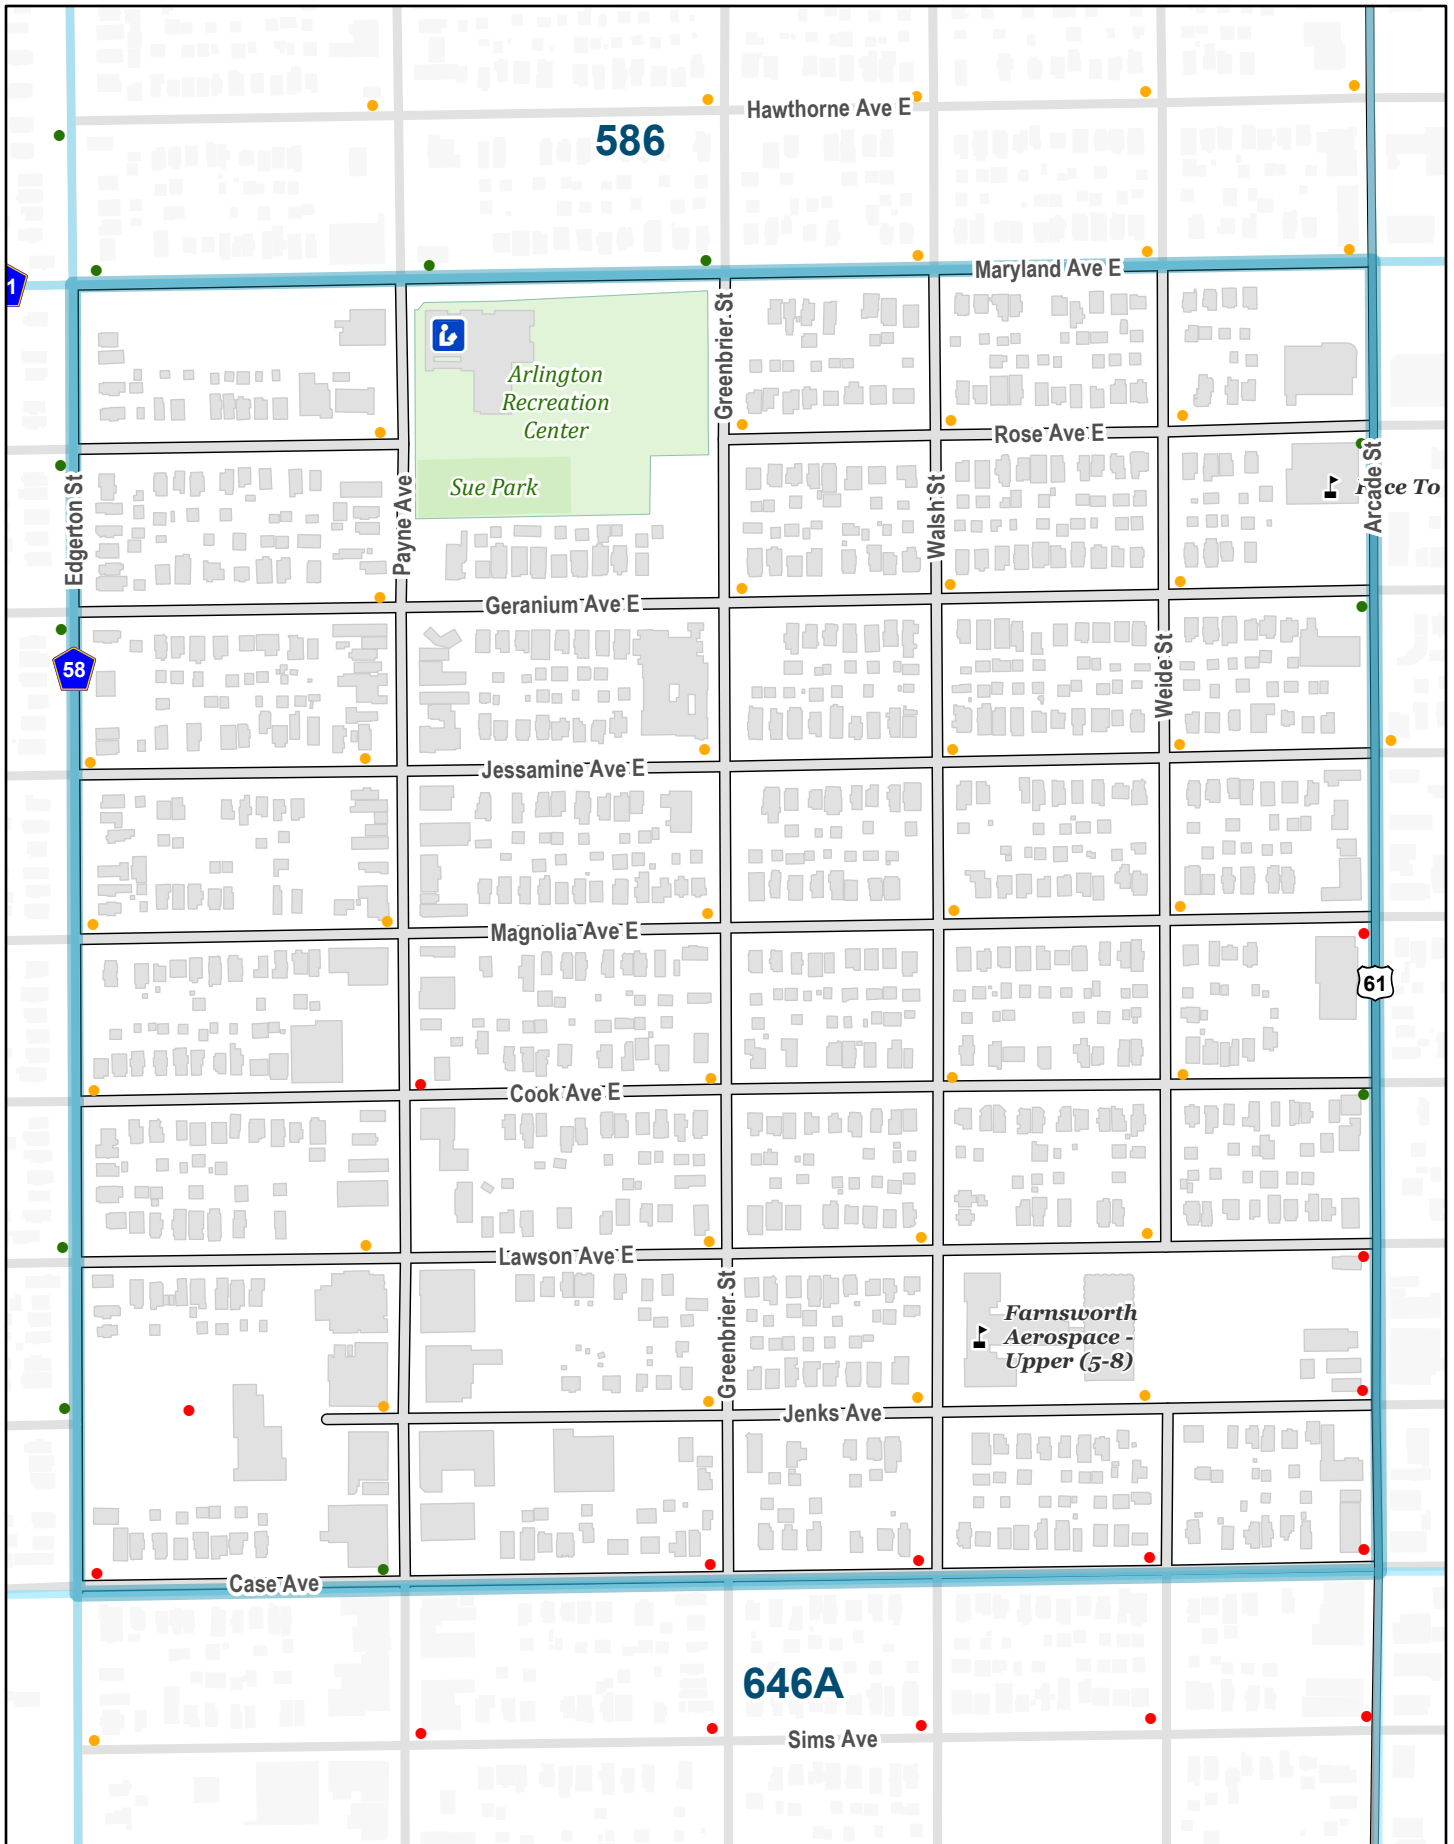 Hawthorne Ave E
586
Maryland Ave E
1
Greenbrier St
Arlington
Recreation
Center
Rose Ave E
Sue Park
Edgerton St
Payne Ave
Walsh St
Arcade St
ce To
Geranium Ave E
58
Weide St
Jessamine Ave E
Magnolia Ave E
61
Cook Ave E
Lawson Ave E
Greenbrier St
Farnsworth
Aerospace -
Upper (5-8)
Jenks Ave
Case Ave
646A
Sims Ave